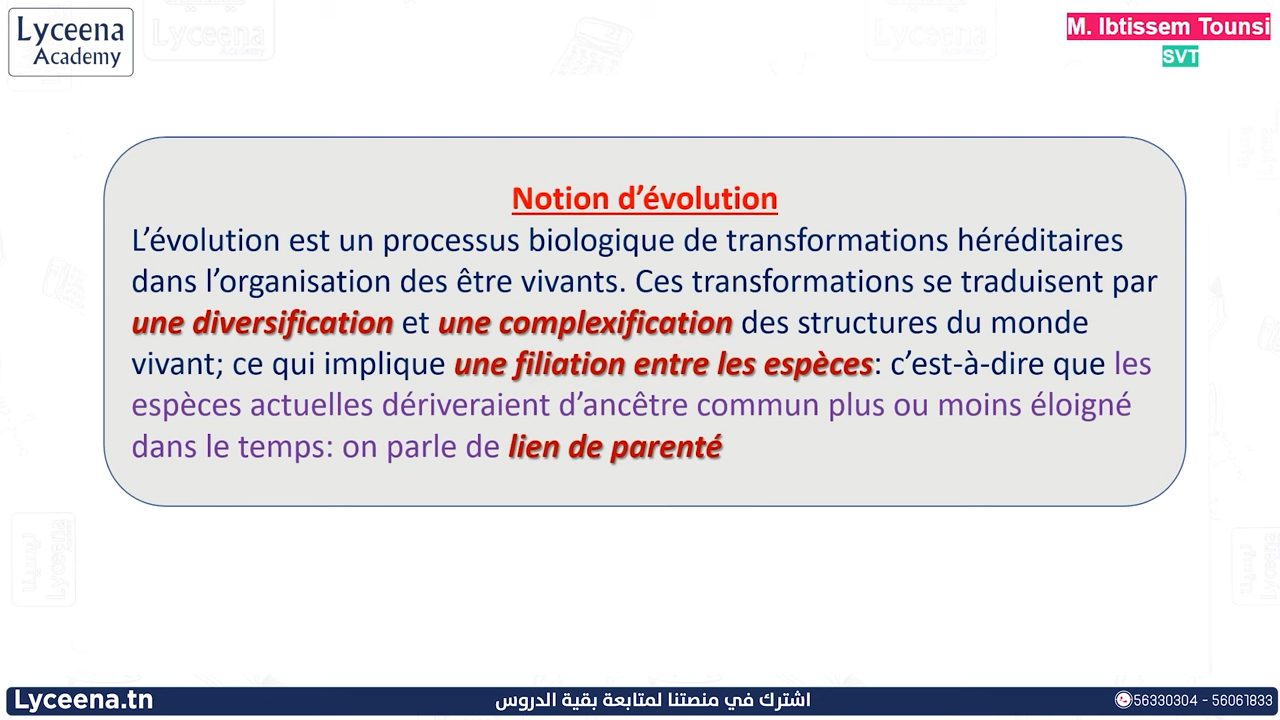 Lyceena
Academy
M. Ibtissem Tounsi
SVT
Notion d’évolution
L’évolution est un processus biologique de transformations héréditaires
dans l’organisation des être vivants. Ces transformations se traduisent par
une diversification et une complexification des structures du monde
vivant; ce qui implique une filiation entre les espèces: c’est-à-dire que les
espèces actuelles dériveraient d’ancêtre commun plus ou moins éloigné
dans le temps: on parle de lien de parenté
Lyceena.tn
اشترك في منصتنا لمتابعة بقية الدروس
56330304 - 56061833